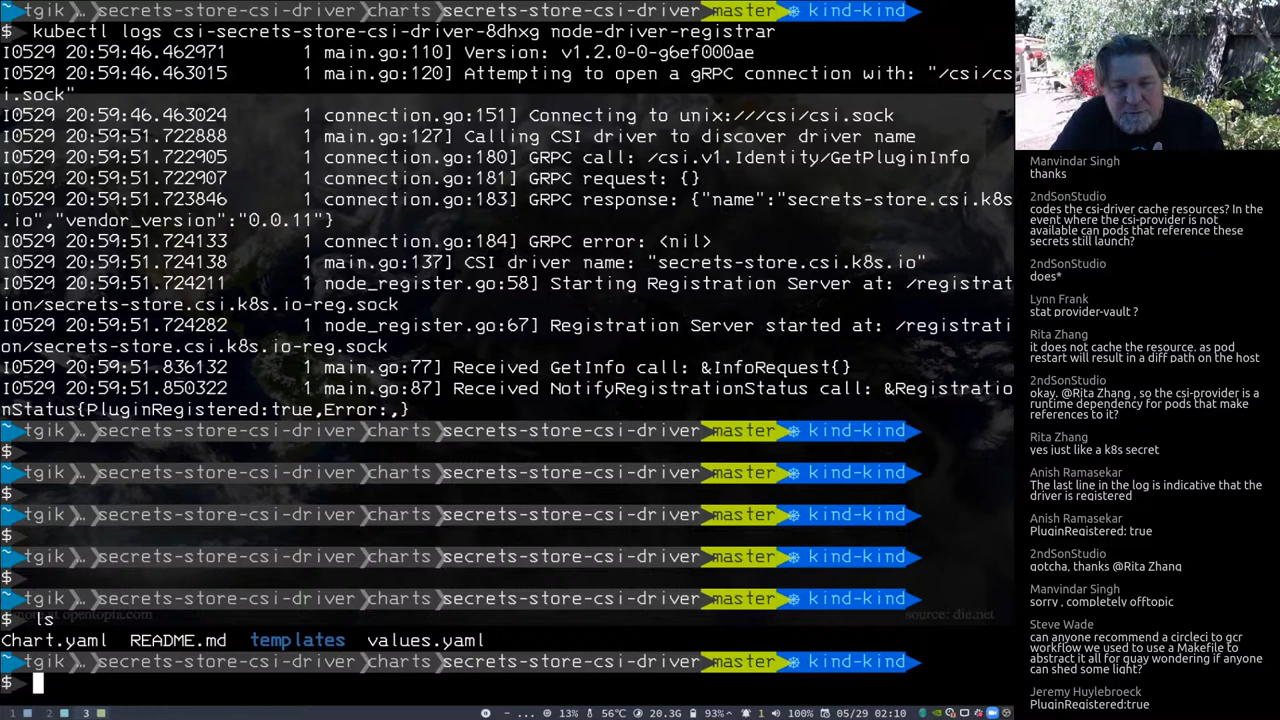 ~ tgik … secrets-store-csi-driver charts secrets-store-csi-driver master ⎈ kind-kind
$ kubectl logs csi-secrets-store-csi-driver-8dhxg node-driver-registrar
I0529 20:59:46.462971 1 main.go:110] Version: v1.2.0-0-g6ef000ae
I0529 20:59:46.463015 1 main.go:120] Attempting to open a gRPC connection with: "/csi/cs
i.sock"
I0529 20:59:46.463024 1 connection.go:151] Connecting to unix:///csi/csi.sock
I0529 20:59:51.722888 1 main.go:127] Calling CSI driver to discover driver name
I0529 20:59:51.722905 1 connection.go:180] GRPC call: /csi.v1.Identity/GetPluginInfo
I0529 20:59:51.722907 1 connection.go:181] GRPC request: {}
I0529 20:59:51.723846 1 connection.go:183] GRPC response: {"name":"secrets-store.csi.k8s
.io","vendor_version":"0.0.11"}
I0529 20:59:51.724133 1 connection.go:184] GRPC error: <nil>
I0529 20:59:51.724138 1 main.go:137] CSI driver name: "secrets-store.csi.k8s.io"
I0529 20:59:51.724211 1 node_register.go:58] Starting Registration Server at: /registrat
ion/secrets-store.csi.k8s.io-reg.sock
I0529 20:59:51.724282 1 node_register.go:67] Registration Server started at: /registrati
on/secrets-store.csi.k8s.io-reg.sock
I0529 20:59:51.836132 1 main.go:77] Received GetInfo call: &InfoRequest{}
I0529 20:59:51.850322 1 main.go:87] Received NotifyRegistrationStatus call: &Registratio
nStatus{PluginRegistered:true,Error:,}
~ tgik … secrets-store-csi-driver charts secrets-store-csi-driver master ⎈ kind-kind
$
~ tgik … secrets-store-csi-driver charts secrets-store-csi-driver master ⎈ kind-kind
$
~ tgik … secrets-store-csi-driver charts secrets-store-csi-driver master ⎈ kind-kind
$
~ tgik … secrets-store-csi-driver charts secrets-store-csi-driver master ⎈ kind-kind
$
~ tgik … secrets-store-csi-driver charts secrets-store-csi-driver master ⎈ kind-kind
$ ls
source: die.net
Chart.yaml README.md templates values.yaml
~ tgik … secrets-store-csi-driver charts secrets-store-csi-driver master ⎈ kind-kind
$
1 2 3
- ... 13% 56°C 20.3G 93% 1 100% 05/29 02:10
Manvindar Singh
thanks
2ndSonStudio
codes the csi-driver cache resources? In the
event where the csi-provider is not
available can pods that reference these
secrets still launch?
2ndSonStudio
does*
Lynn Frank
stat provider-vault ?
Rita Zhang
it does not cache the resource. as pod
restart will result in a diff path on the host
2ndSonStudio
okay. @Rita Zhang , so the csi-provider is a
runtime dependency for pods that make
references to it?
Rita Zhang
yes just like a k8s secret
Anish Ramasekar
The last line in the log is indicative that the
driver is registered
Anish Ramasekar
PluginRegistered: true
2ndSonStudio
gotcha, thanks @Rita Zhang
Manvindar Singh
sorry , completely offtopic
Steve Wade
can anyone recommend a circleci to gcr
workflow we used to use a Makefile to
abstract it all for quay wondering if anyone
can shed some light?
Jeremy Huylebroeck
PluginRegistered:true